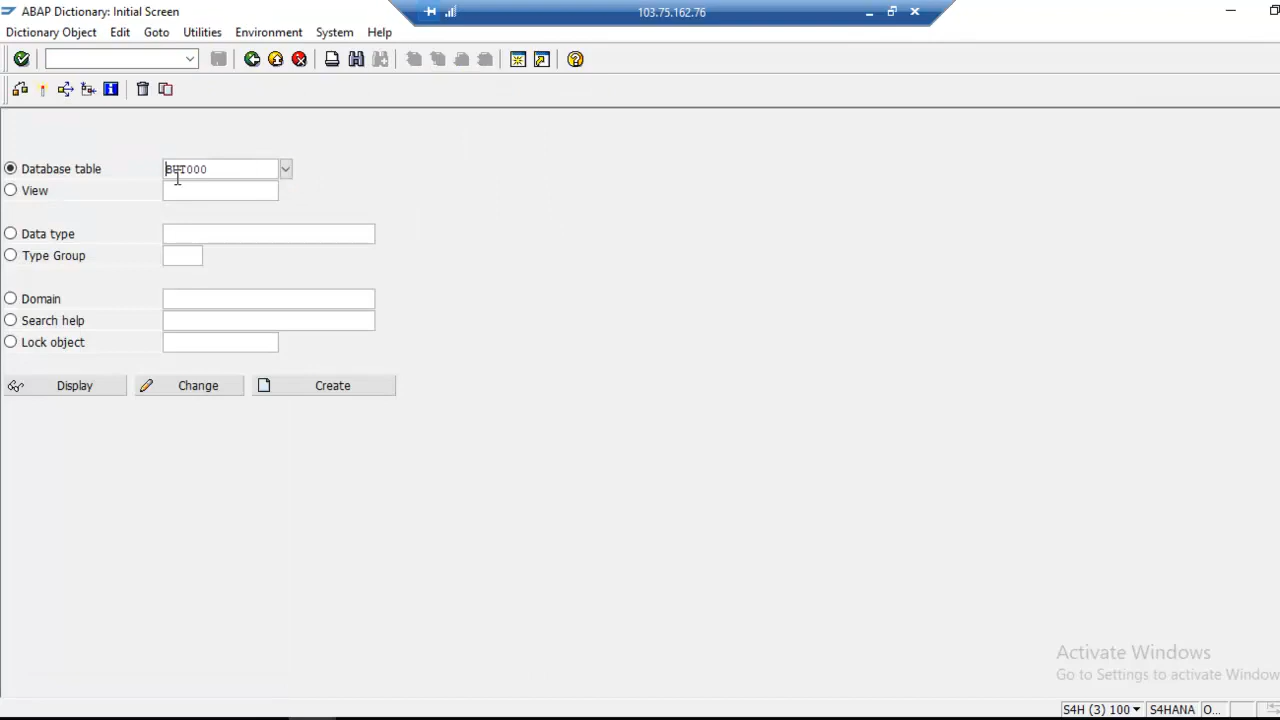 ABAP Dictionary: Initial Screen
103.75.162.76
Dictionary Object Edit Goto Utilities Environment System Help
Database table BUT000
View
Data type
Type Group
Domain
Search help
Lock object
Display Change Create
Activate Windows
Go to Settings to activate Window
S4H (3) 100 S4HANA O...